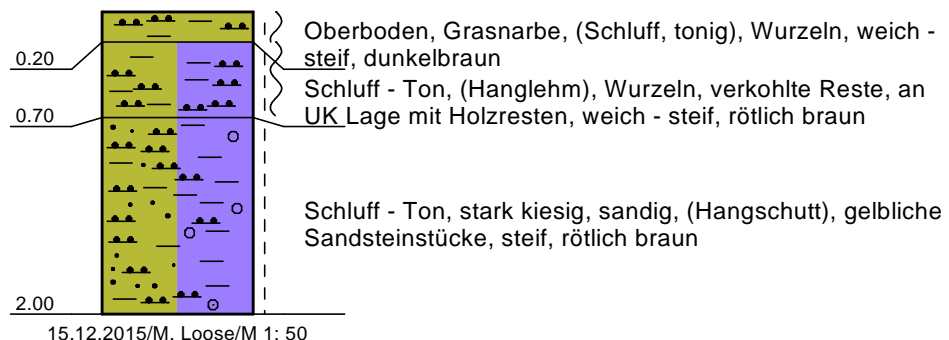 Oberboden, Grasnarbe, (Schluff, tonig), Wurzeln, weich -
steif, dunkelbraun
0.20
Schluff - Ton, (Hanglehm), Wurzeln, verkohlte Reste, an
UK Lage mit Holzresten, weich - steif, rötlich braun
0.70
Schluff - Ton, stark kiesig, sandig, (Hangschutt), gelbliche
Sandsteinstücke, steif, rötlich braun
2.00
15.12.2015/M. Loose/M 1: 50